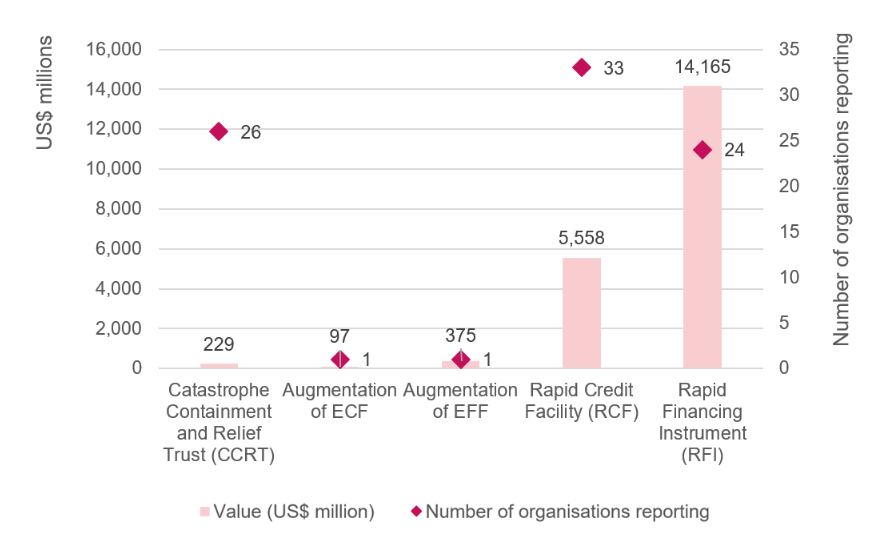 US$ millions
16,000
14,000
12,000
10,000
8,000
6,000
4,000
2,000
0
26
229
97
1
375
1
33
5,558
14,165
24
35
30
25
20
15
10
5
0
Number of organisations reporting
Catastrophe
Containment
and Relief
Trust (CCRT)
Augmentation
of ECF
Augmentation
of EFF
Rapid Credit
Facility (RCF)
Rapid
Financing
Instrument
(RFI)
Value (US$ million)
Number of organisations reporting